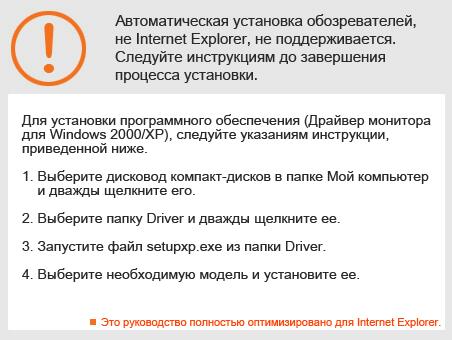 Автоматическая установка обозревателей,
не Internet Explorer, не поддерживается.
Следуйте инструкциям до завершения
процесса установки.
Для установки программного обеспечения (Драйвер монитора
для Windows 2000/XP), следуйте указаниям инструкции,
приведенной ниже.
1. Выберите дисковод компакт-дисков в папке Мой компьютер
и дважды щелкните его.
2. Выберите папку Driver и дважды щелкните ее.
3. Запустите файл setupxp.exe из папки Driver.
4. Выберите необходимую модель и установите ее.
Это руководство полностью оптимизировано для Internet Explorer.